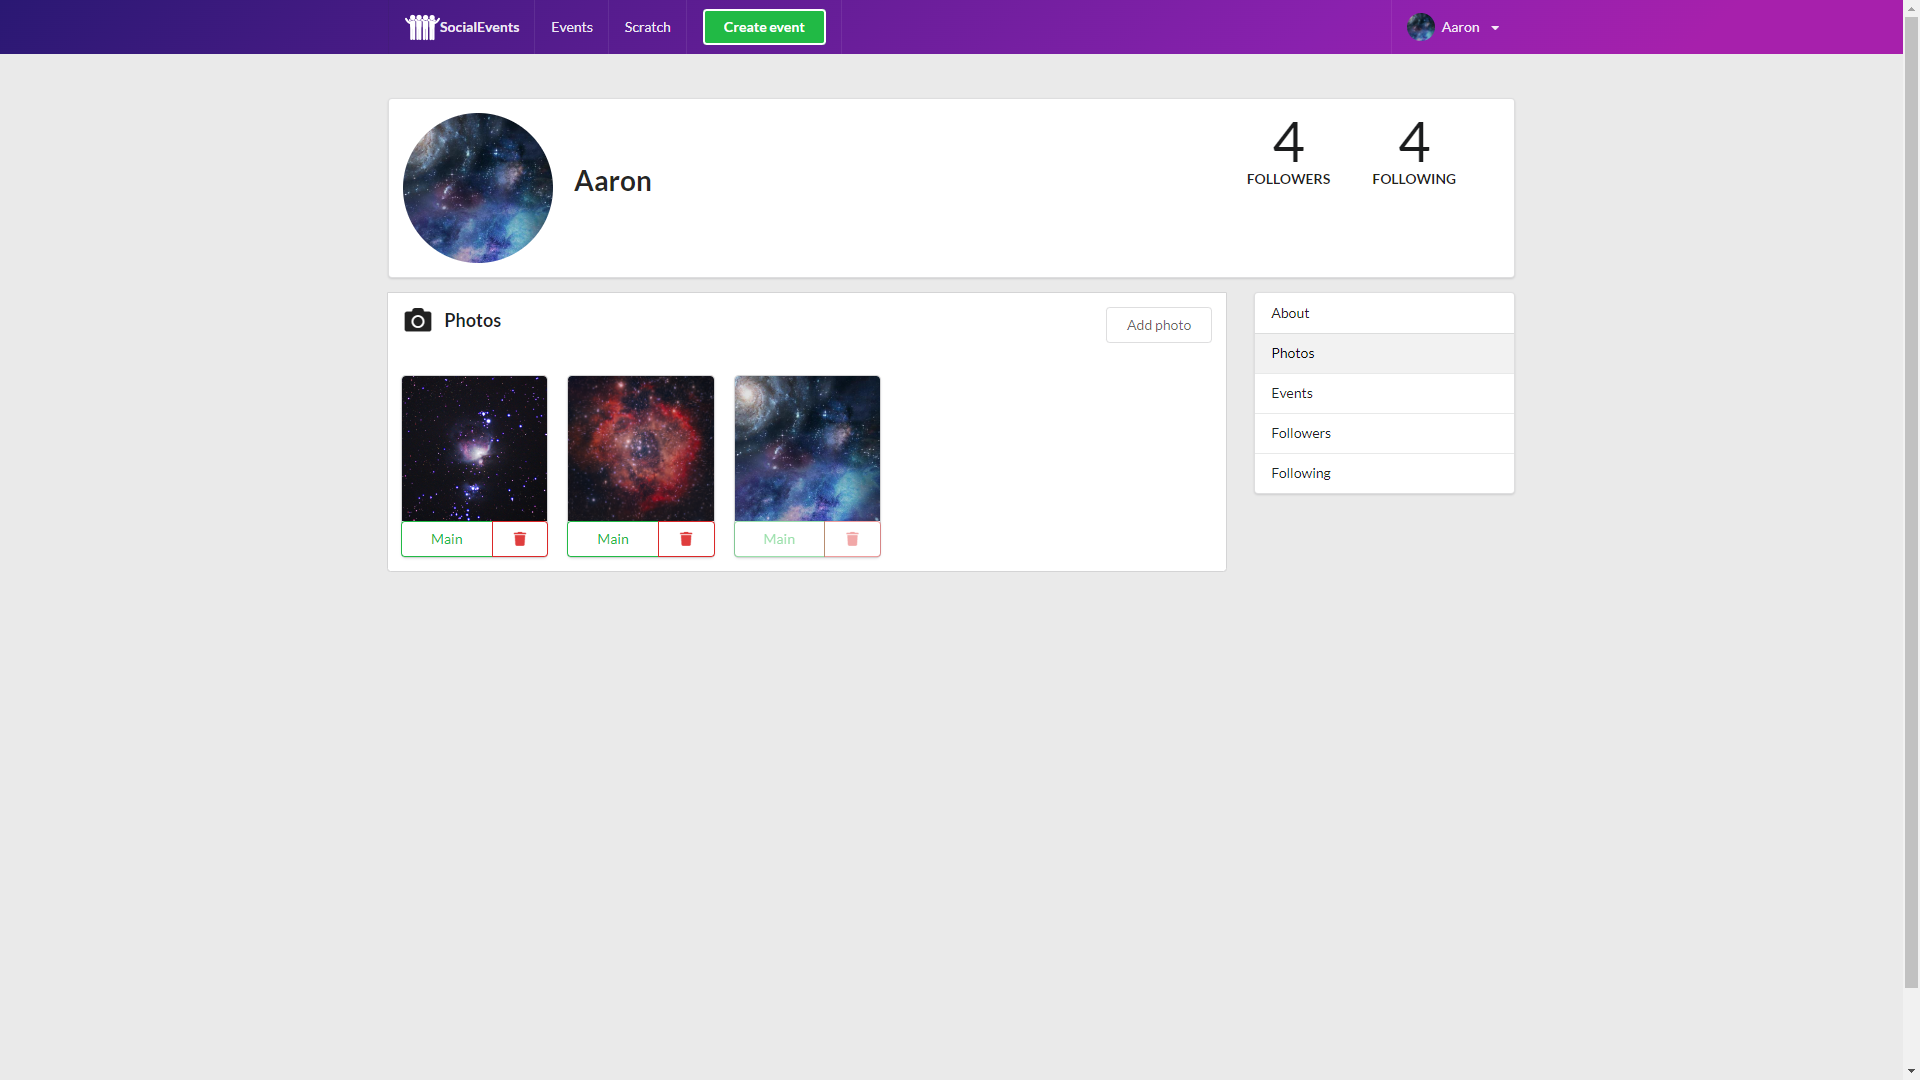 SocialEvents
Events
Scratch
Create event
Aaron
Aaron
4
FOLLOWERS
4
FOLLOWING
Photos
Add photo
Main
Main
Main
About
Photos
Events
Followers
Following